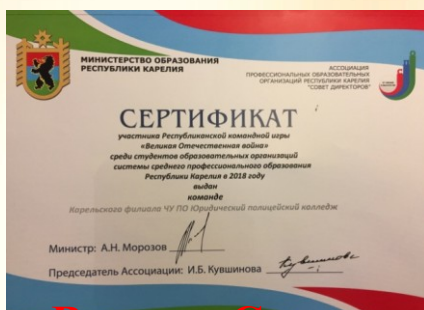 МИНИСТЕРСТВО ОБРАЗОВАНИЯ
РЕСПУБЛИКИ КАРЕЛИЯ
АССОЦИАЦИЯ
ПРОФЕССИОНАЛЬНЫХ ОБРАЗОВАТЕЛЬНЫХ
ОРГАНИЗАЦИЙ РЕСПУБЛИКИ КАРЕЛИЯ
"СОВЕТ ДИРЕКТОРОВ"
СЕРТИФИКАТ
участника Республиканской командной игры
«Великая Отечественная война»
среди студентов образовательных организаций
системы среднего профессионального образования
Республики Карелия в 2018 году
выдан
команде
Карельского филиала ЧУ ПО Юридический полицейский колледж
Министр: А.Н. Морозов
Председатель Ассоциации: И.Б. Кувшинова